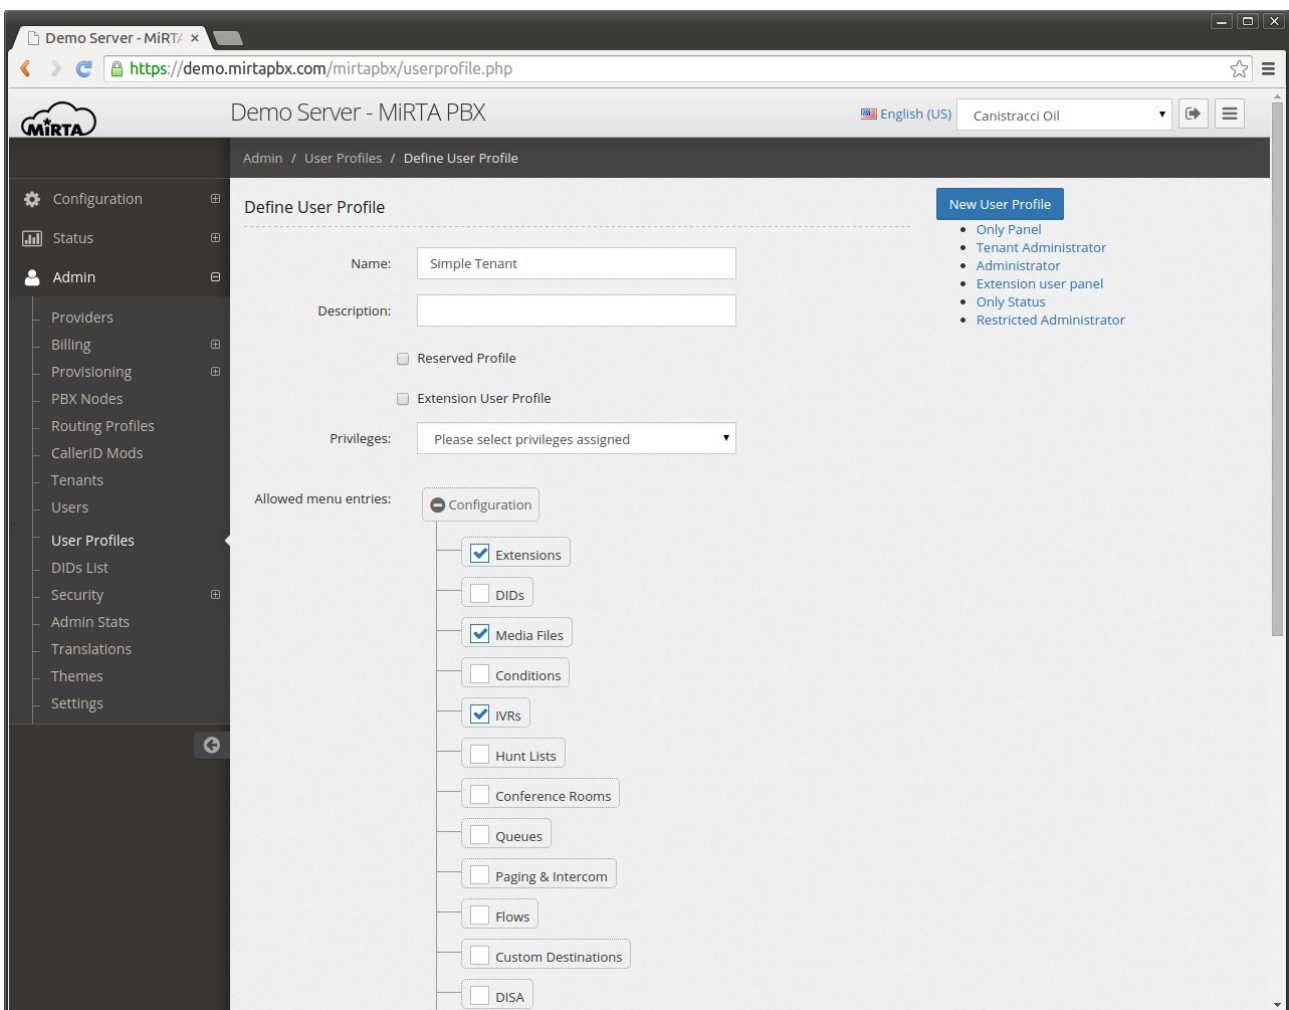 Demo Server - MiRTA
https://demo.mirtapbx.com/mirtapbx/userprofile.php
MiRTA
Demo Server - MiRTA PBX
English (US)
Canistracci Oil
Admin / User Profiles / Define User Profile
Configuration
Status
Admin
Providers
Billing
Provisioning
PBX Nodes
Routing Profiles
CallerID Mods
Tenants
Users
User Profiles
DIDs List
Security
Admin Stats
Translations
Themes
Settings
Define User Profile
Name: Simple Tenant
Description:
Reserved Profile
Extension User Profile
Privileges: Please select privileges assigned
Allowed menu entries:
Configuration
Extensions
DIDs
Media Files
Conditions
IVRs
Hunt Lists
Conference Rooms
Queues
Paging & Intercom
Flows
Custom Destinations
DISA
New User Profile
Only Panel
Tenant Administrator
Administrator
Extension user panel
Only Status
Restricted Administrator